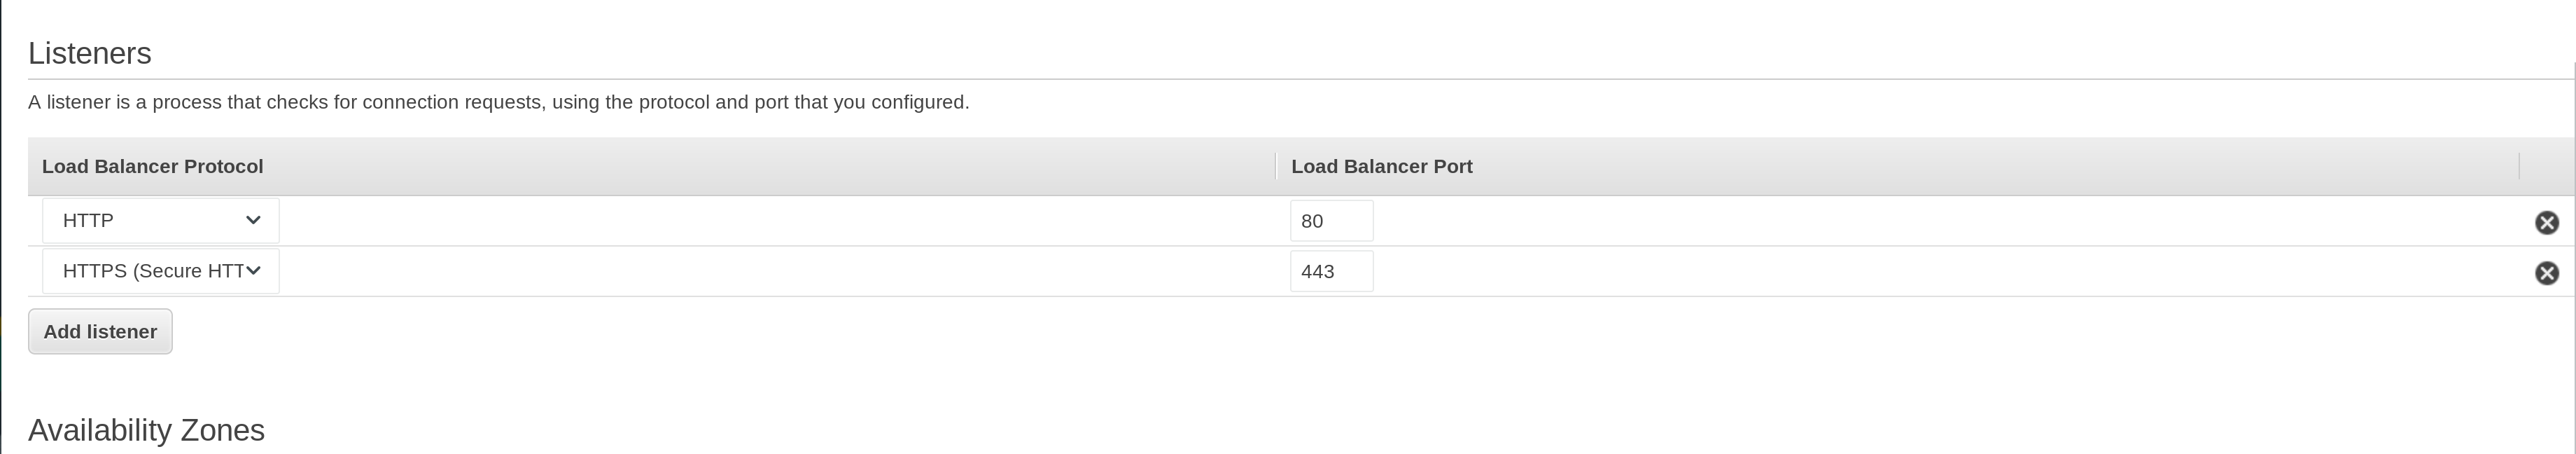 Listeners
A listener is a process that checks for connection requests, using the protocol and port that you configured.
Load Balancer Protocol Load Balancer Port
HTTP 80
HTTPS (Secure HTT 443
Add listener
Availability Zones